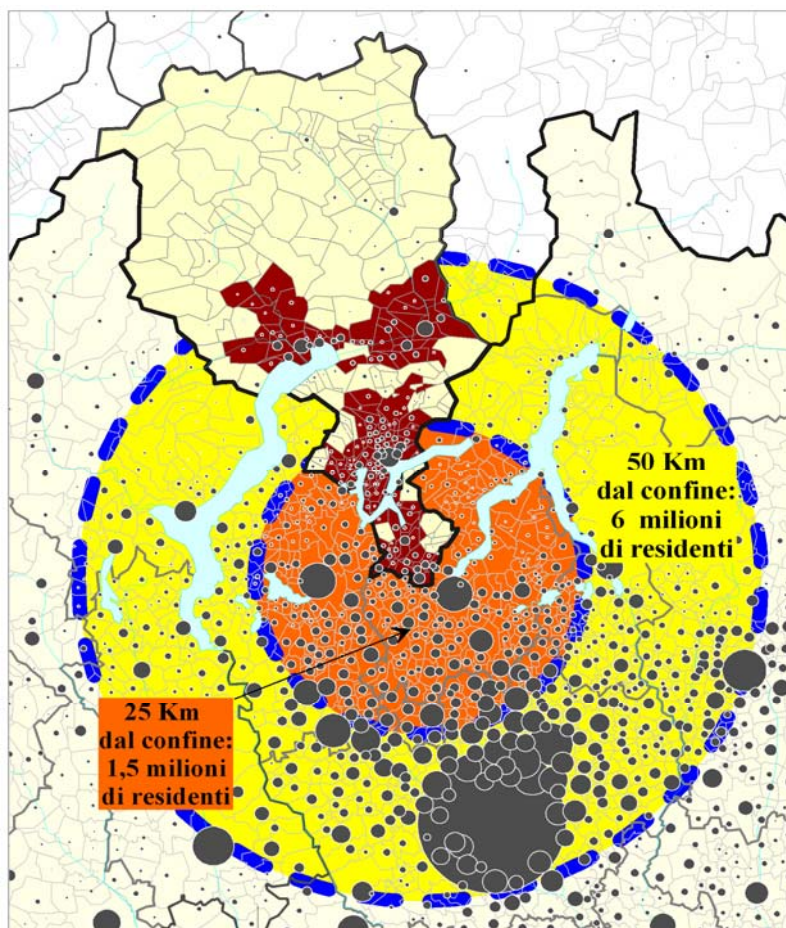 50 Km
dal confine:
6 milioni
di residenti
25 Km
dal confine:
1,5 milioni
di residenti